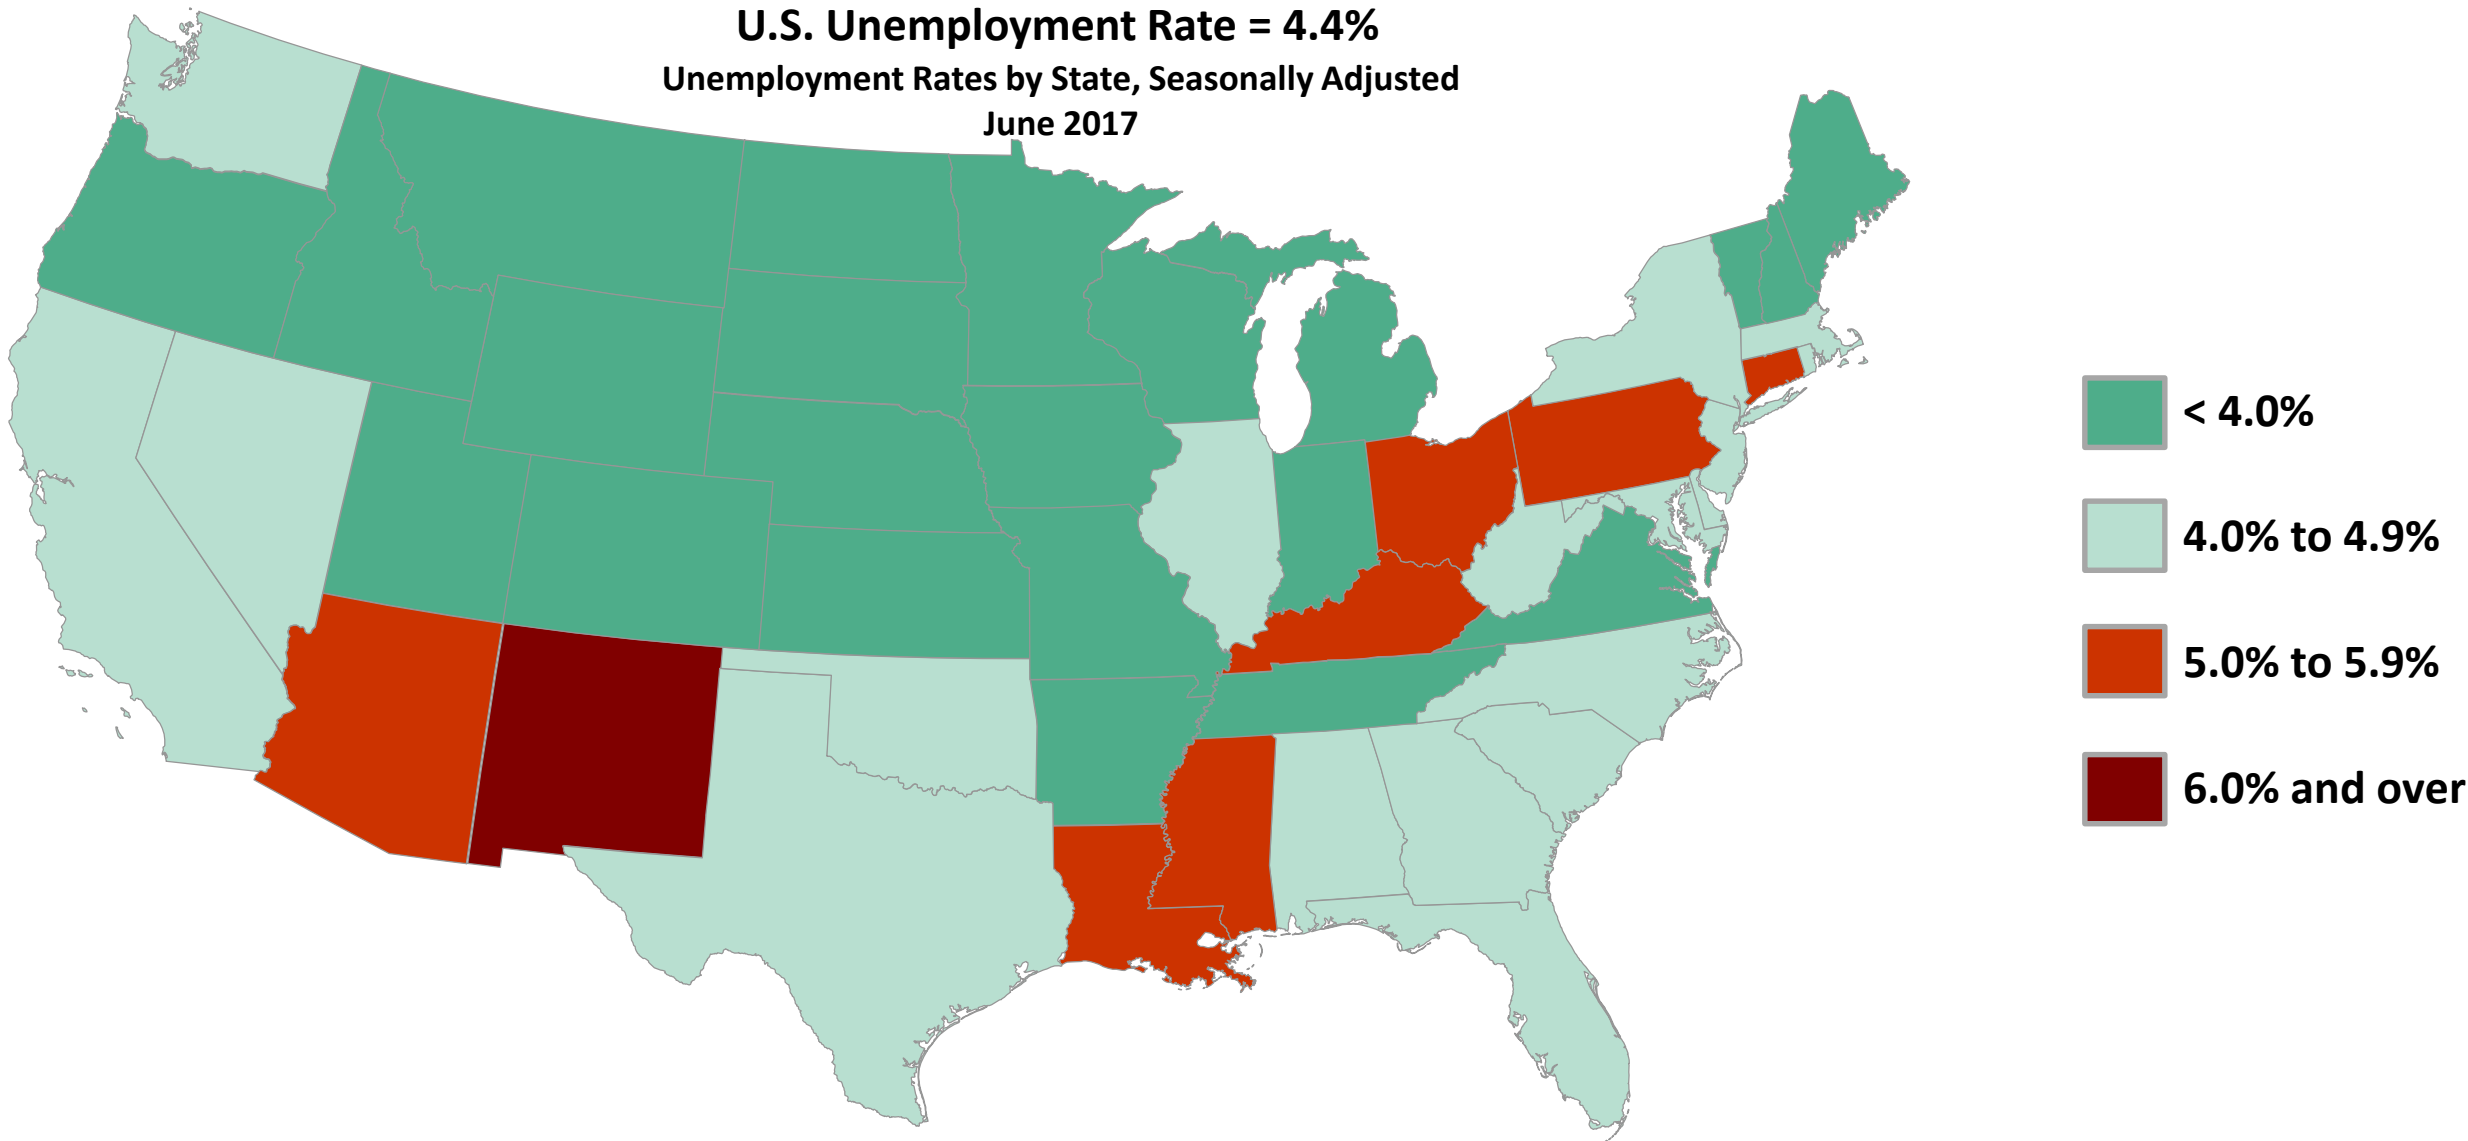 U.S. Unemployment Rate = 4.4%
Unemployment Rates by State, Seasonally Adjusted
June 2017
< 4.0%
4.0% to 4.9%
5.0% to 5.9%
6.0% and over